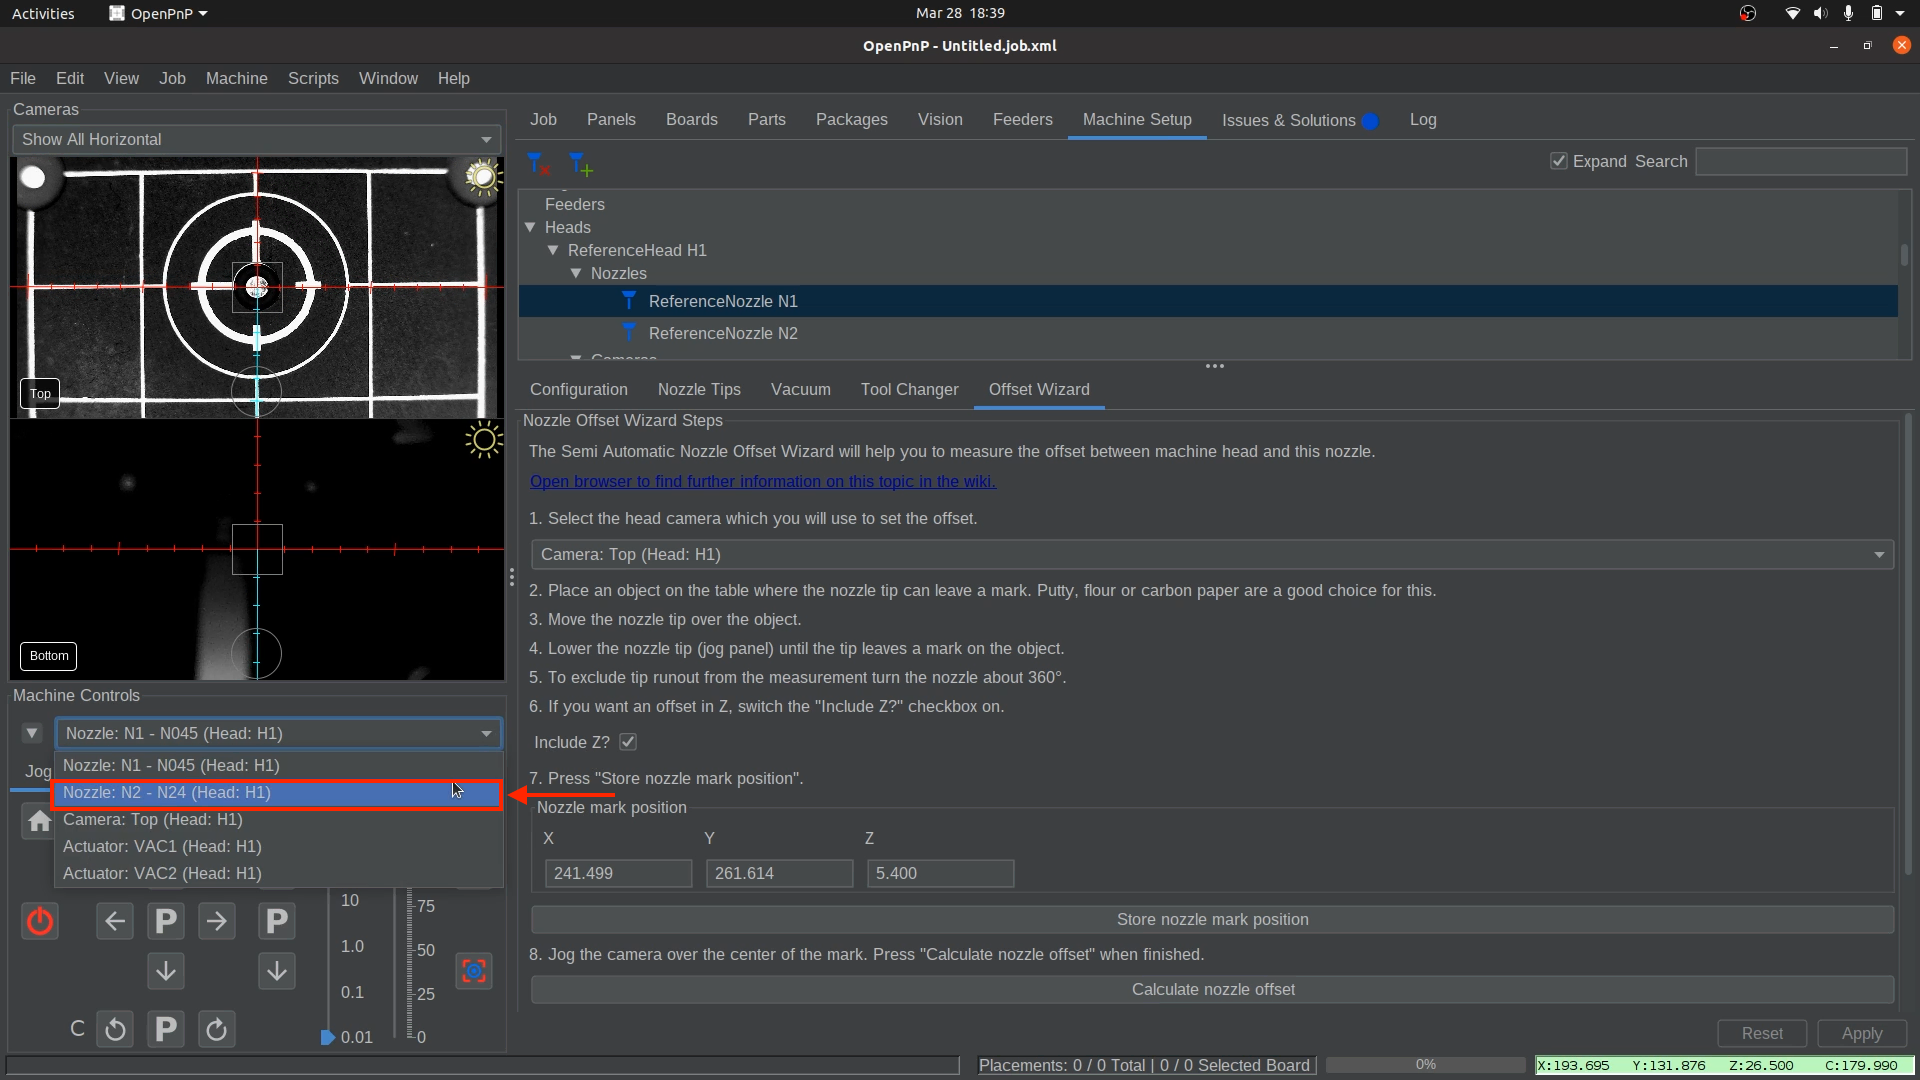 Activities
OpenPnP
Mar 28 18:39
OpenPnP - Untitled.job.xml
File Edit View Job Machine Scripts Window Help
Cameras
Show All Horizontal
Top
Bottom
Machine Controls
Nozzle: N1 - N045 (Head: H1)
Nozzle: N1 - N045 (Head: H1)
Nozzle: N2 - N24 (Head: H1)
Camera: Top (Head: H1)
Actuator: VAC1 (Head: H1)
Actuator: VAC2 (Head: H1)
Jog
10
1.0
0.1
0.01
75
50
25
0
P P
C P
Job Panels Boards Parts Packages Vision Feeders Machine Setup Issues & Solutions Log
Expand Search
Feeders
Heads
ReferenceHead H1
Nozzles
ReferenceNozzle N1
ReferenceNozzle N2
Cameras
Configuration Nozzle Tips Vacuum Tool Changer Offset Wizard
Nozzle Offset Wizard Steps
The Semi Automatic Nozzle Offset Wizard will help you to measure the offset between machine head and this nozzle.
Open browser to find further information on this topic in the wiki.
1. Select the head camera which you will use to set the offset.
Camera: Top (Head: H1)
2. Place an object on the table where the nozzle tip can leave a mark. Putty, flour or carbon paper are a good choice for this.
3. Move the nozzle tip over the object.
4. Lower the nozzle tip (jog panel) until the tip leaves a mark on the object.
5. To exclude tip runout from the measurement turn the nozzle about 360°.
6. If you want an offset in Z, switch the "Include Z?" checkbox on.
Include Z?
7. Press "Store nozzle mark position".
Nozzle mark position
X Y Z
241.499 261.614 5.400
Store nozzle mark position
8. Jog the camera over the center of the mark. Press "Calculate nozzle offset" when finished.
Calculate nozzle offset
Reset Apply
Placements: 0 / 0 Total | 0 / 0 Selected Board
0%
X:193.695 Y:131.876 Z:26.500 C:179.990